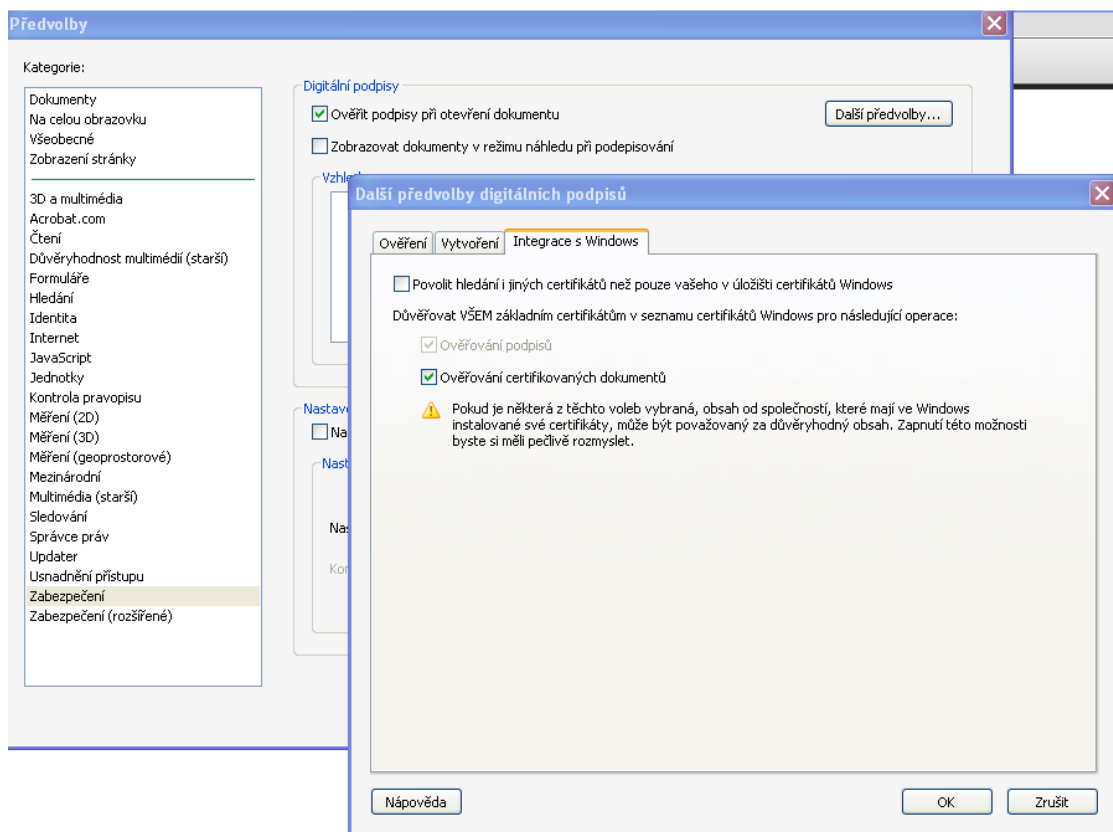 Předvolby
Kategorie:
Dokumenty
Na celou obrazovku
Všeobecné
Zobrazení stránky
3D a multimédia
Acrobat.com
Čtení
Důvěryhodnost multimédií (starší)
Formuláře
Hledání
Identita
Internet
JavaScript
Jednotky
Kontrola pravopisu
Měření (2D)
Měření (3D)
Měření (geoprostorové)
Mezinárodní
Multimédia (starší)
Sledování
Správce práv
Updater
Usnadnění přístupu
Zabezpečení
Zabezpečení (rozšířené)
Digitální podpisy
Ověřit podpisy při otevření dokumentu
Další předvolby...
Zobrazovat dokumenty v režimu náhledu při podepisování
Další předvolby digitálních podpisů
Ověření Vytvoření Integrace s Windows
Povolit hledání i jiných certifikátů než pouze vašeho v úložišti certifikátů Windows
Důvěřovat VŠEM základním certifikátům v seznamu certifikátů Windows pro následující operace:
Ověřování podpisů
Ověřování certifikovaných dokumentů
Pokud je některá z těchto voleb vybraná, obsah od společností, které mají ve Windows
instalované své certifikáty, může být považovaný za důvěryhodný obsah. Zapnutí této možnosti
byste si měli pečlivě rozmyslet.
Nápověda
OK
Zrušit